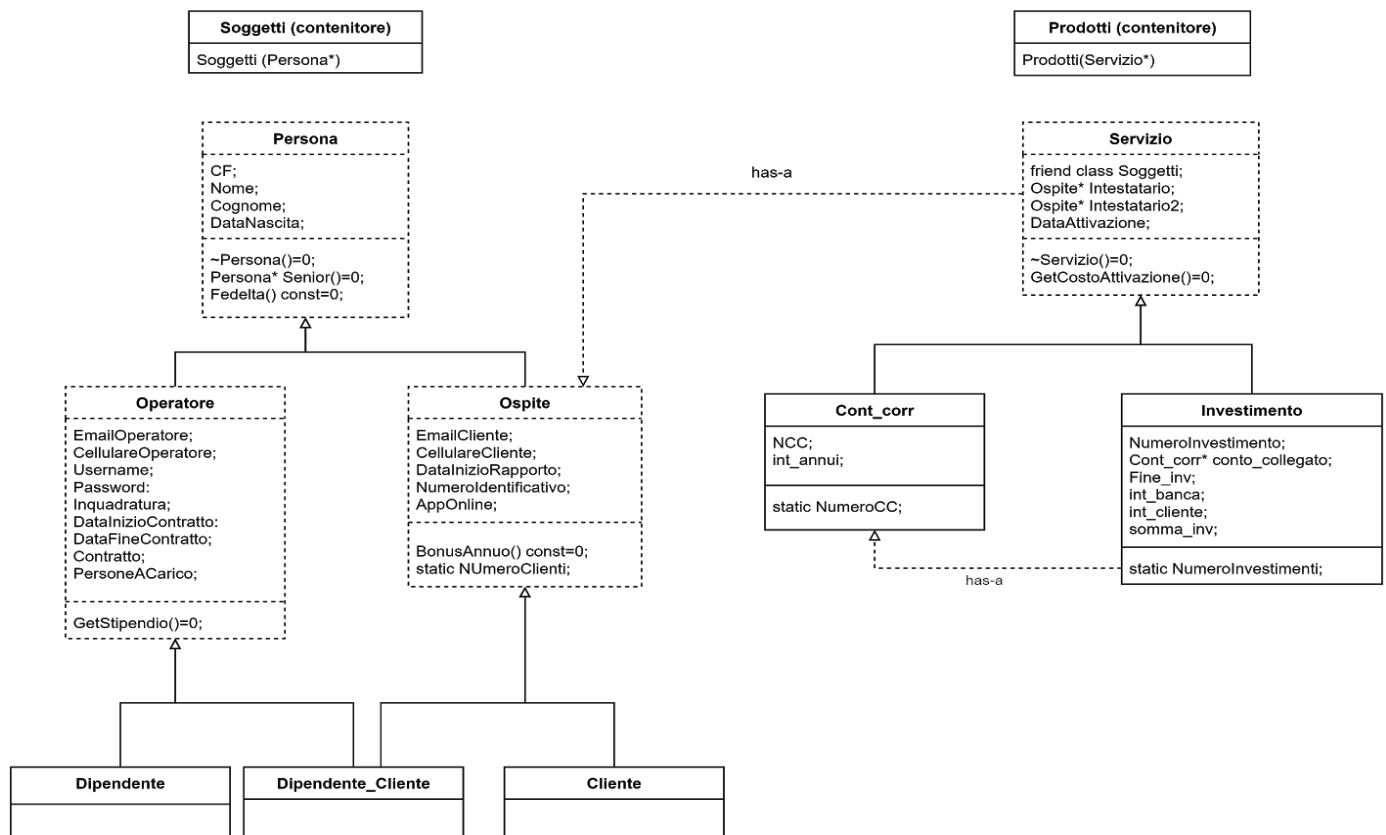 Soggetti (contenitore)
Soggetti (Persona*)
Prodotti (contenitore)
Prodotti(Servizio*)
Persona
CF;
Nome;
Cognome;
DataNascita;
~Persona()=0;
Persona* Senior()=0;
Fedelta() const=0;
has-a
Servizio
friend class Soggetti;
Ospite* Intestatario;
Ospite* Intestatario2;
DataAttivazione;
~Servizio()=0;
GetCostoAttivazione()=0;
Operatore
EmailOperatore;
CellulareOperatore;
Username;
Password:
Inquadratura;
DataInizioContratto:
DataFineContratto;
Contratto;
PersoneACarico;
GetStipendio()=0;
Ospite
EmailCliente;
CellulareCliente;
DataInizioRapporto;
NumeroIdentificativo;
AppOnline;
BonusAnnuo() const=0;
static NUmeroClienti;
Cont_corr
NCC;
int_annui;
static NumeroCC;
Investimento
NumeroInvestimento;
Cont_corr* conto_collegato;
Fine_inv;
int_banca;
int_cliente;
somma_inv;
static NumeroInvestimenti;
has-a
Dipendente
Dipendente_Cliente
Cliente